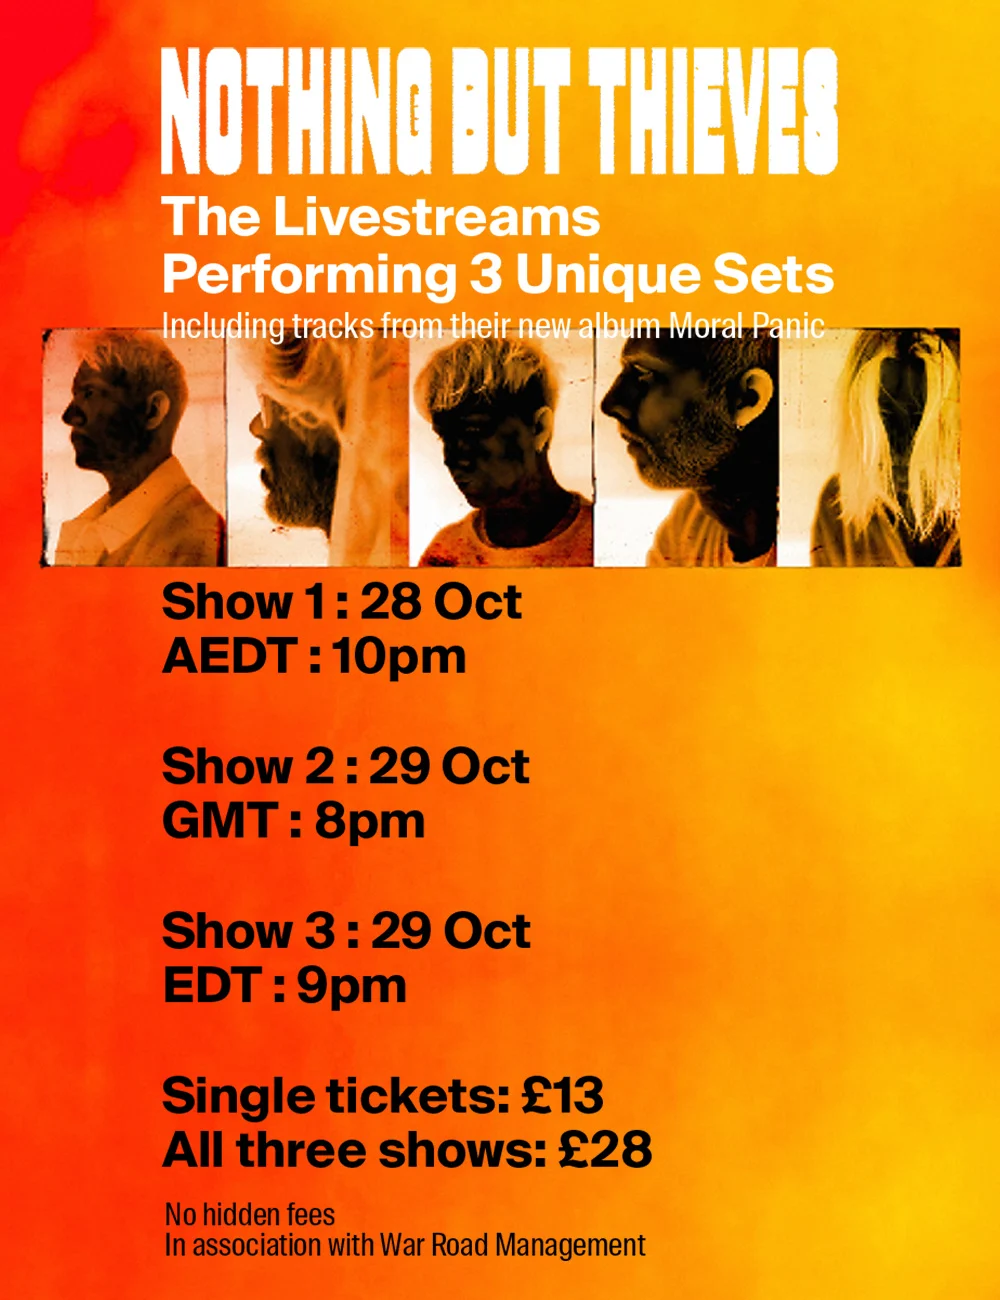 NOTHING BUT THIEVES
The Livestreams
Performing 3 Unique Sets
Including tracks from their new album Moral Panic
Show 1 : 28 Oct
AEDT : 10pm
Show 2 : 29 Oct
GMT : 8pm
Show 3 : 29 Oct
EDT : 9pm
Single tickets: £13
All three shows: £28
No hidden fees
In association with War Road Management